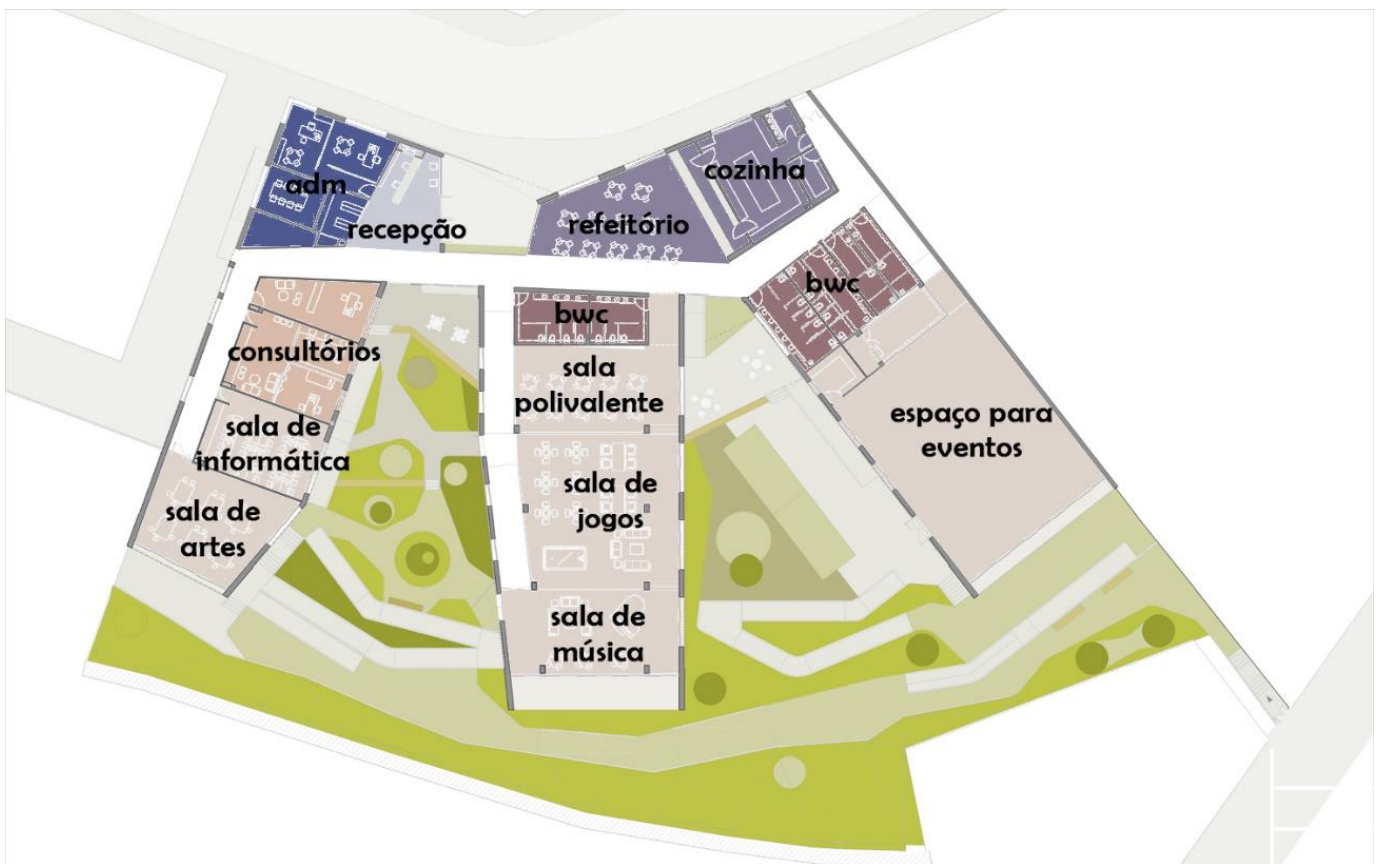 adm
recepção
refeitório
cozinha
bwc
bwc
consultórios
sala
polivalente
sala de
informática
sala de
artes
sala de
jogos
sala de
música
espaço para
eventos